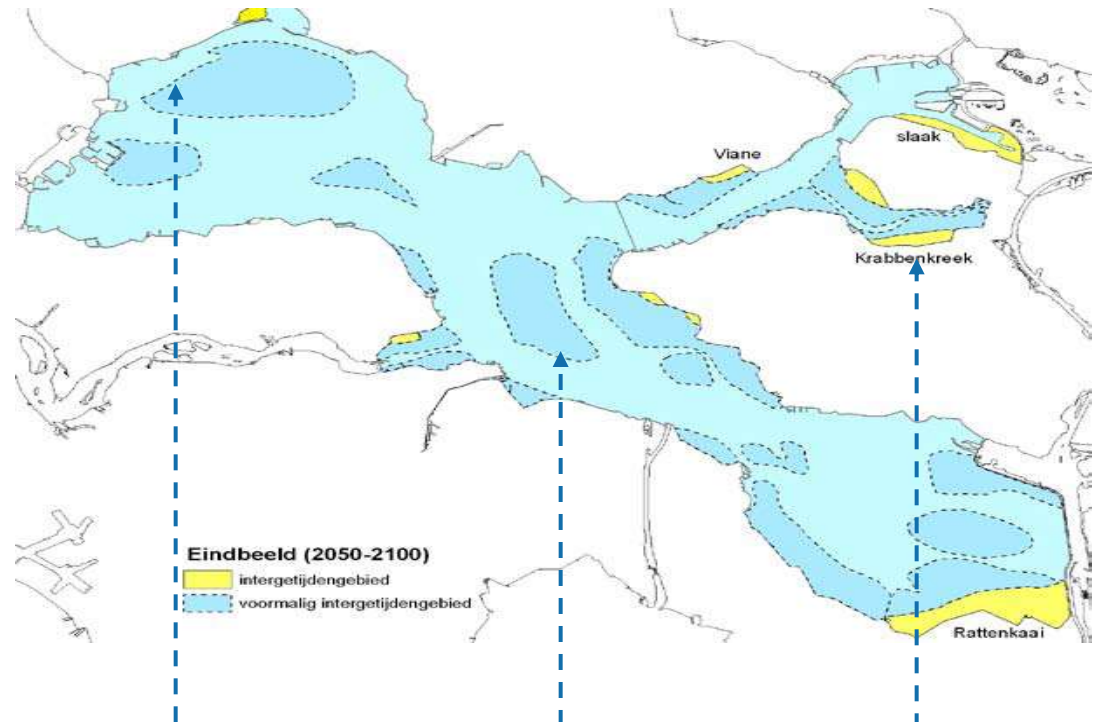 slaak
Viane
Krabbenkreek
Eindbeeld (2050-2100)
intergetijdengebied
voormalig intergetijdengebied
Rattenkaai